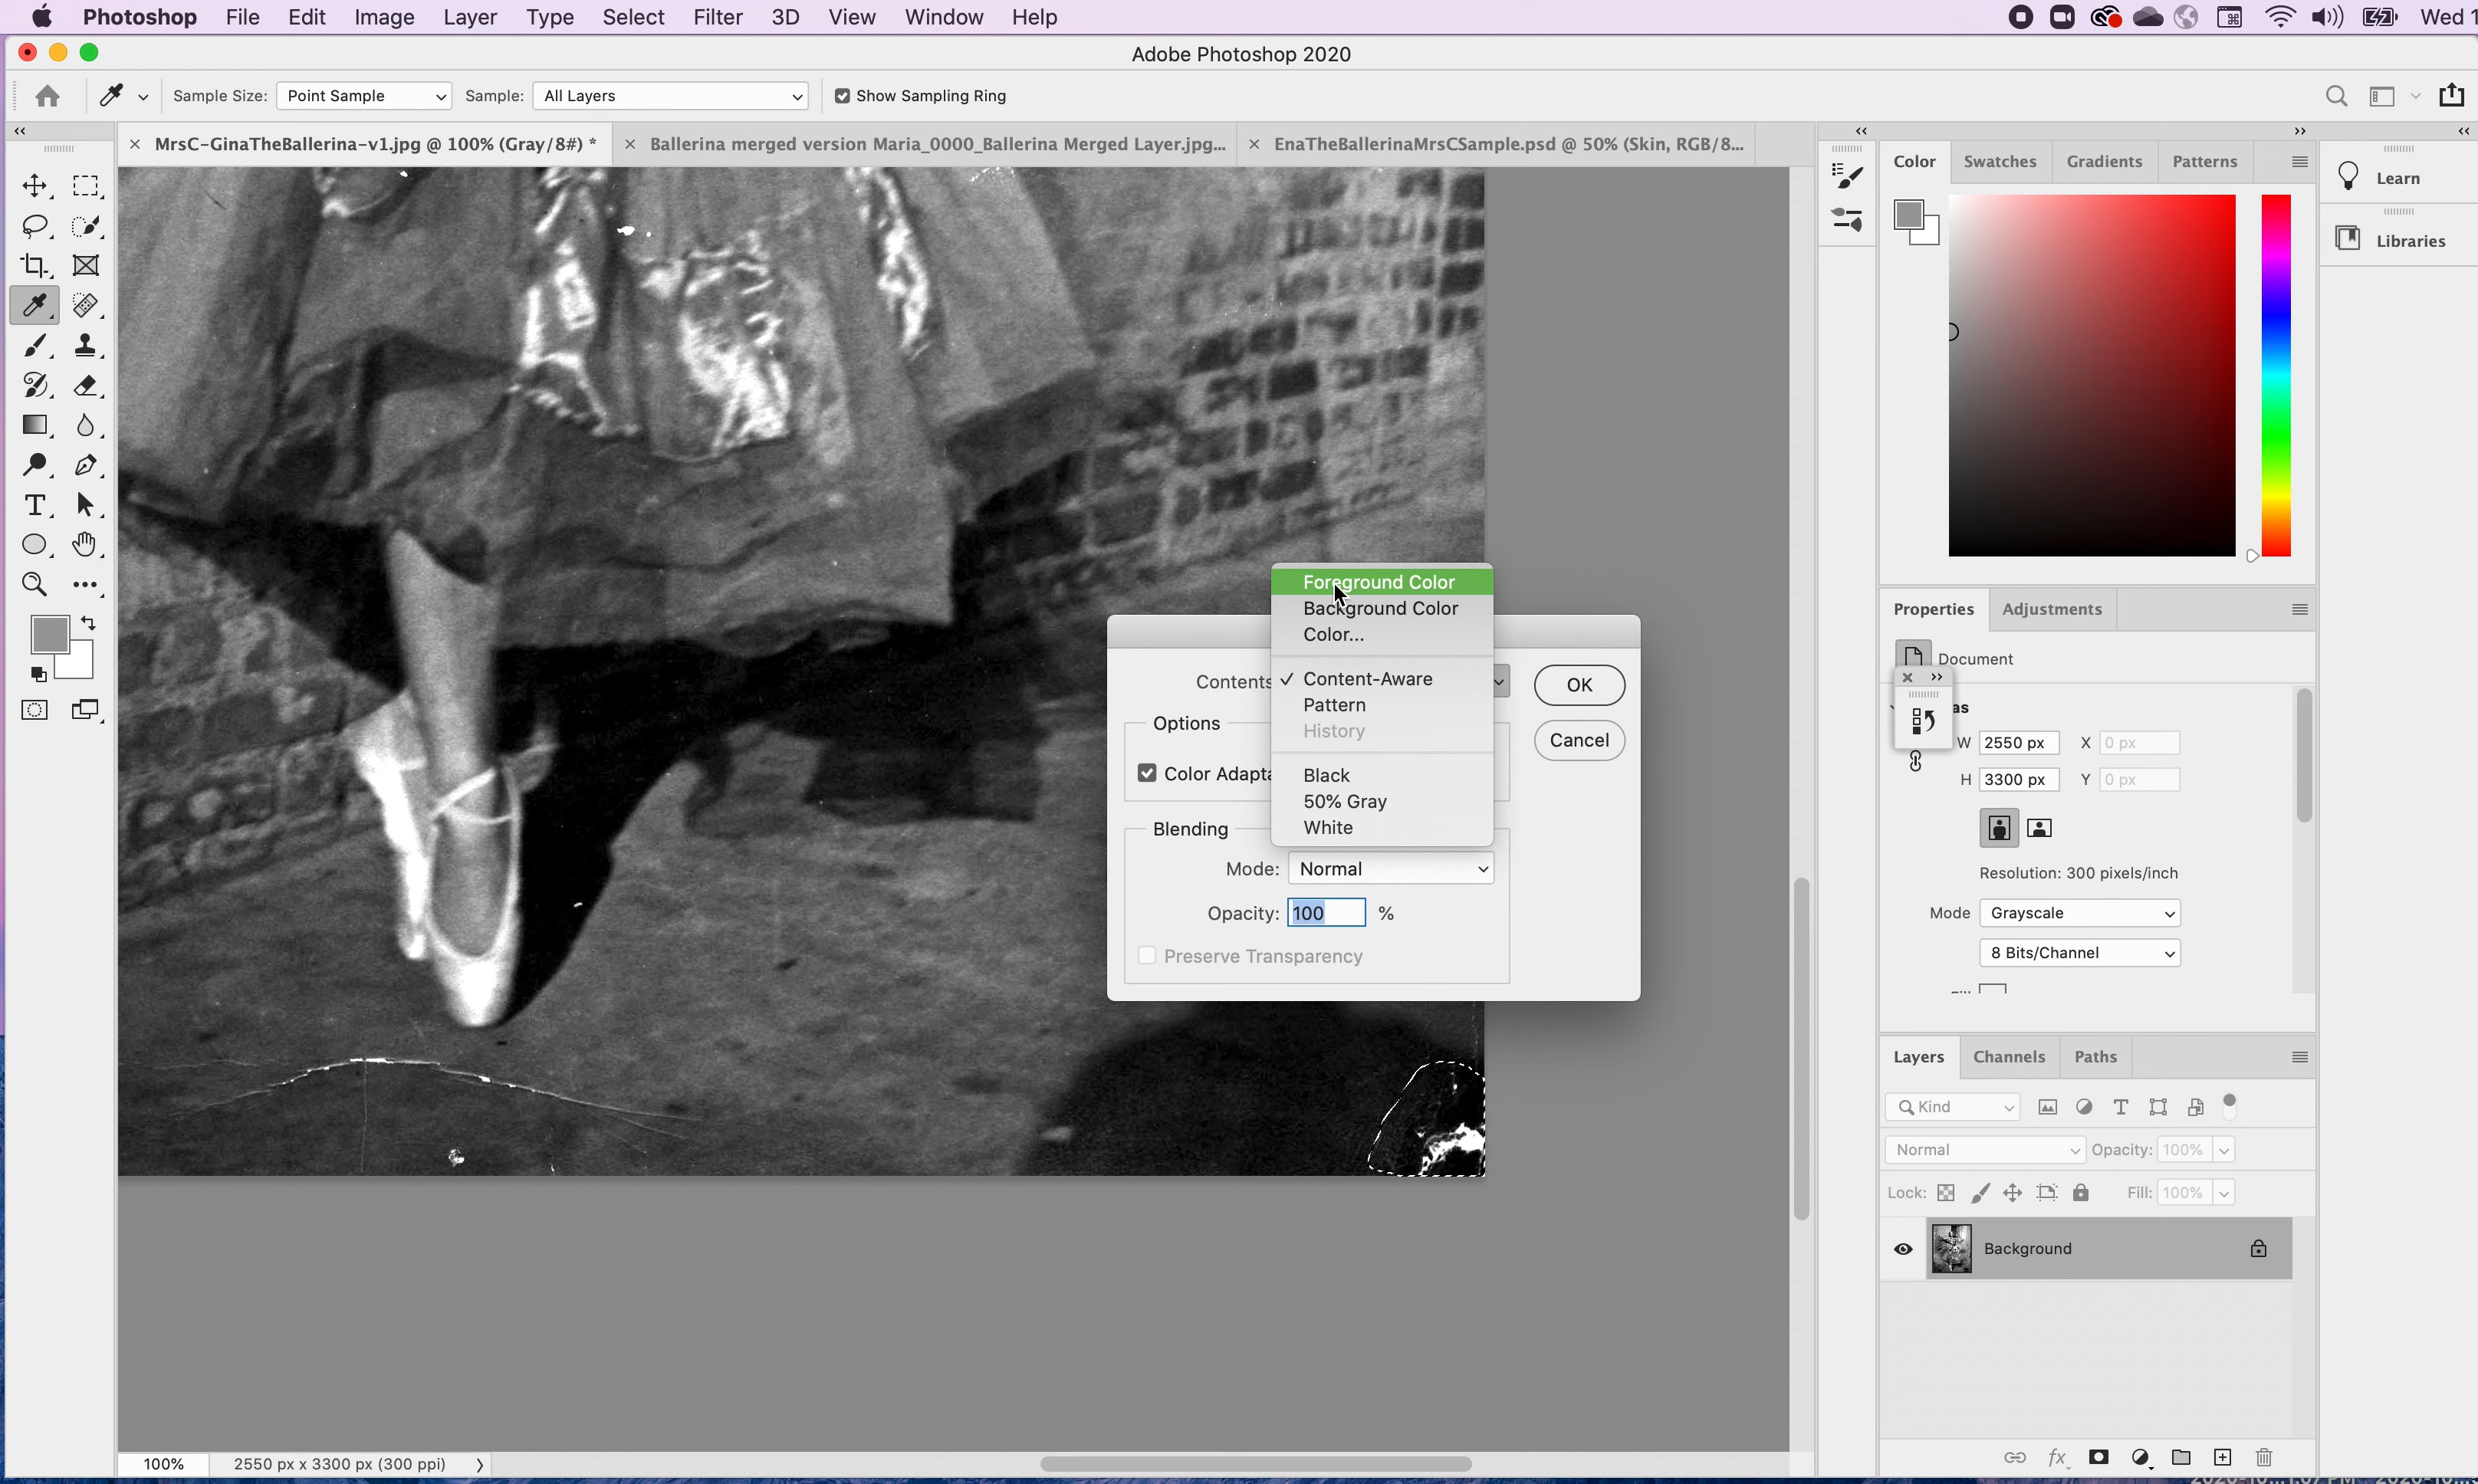 Photoshop File Edit Image Layer Type Select Filter 3D View Window Help Wed 1
Adobe Photoshop 2020
Sample Size: Point Sample Sample: All Layers Show Sampling Ring
MrsC-GinaTheBallerina-v1.jpg @ 100% (Gray/8#) * Ballerina merged version Maria_0000_Ballerina Merged Layer.jpg... EnaTheBallerinaMrsCSample.psd @ 50% (Skin, RGB/8...
Color Swatches Gradients Patterns
Learn
Libraries
Foreground Color
Background Color
Color...
Contents
Content-Aware
Pattern
History
Black
50% Gray
White
OK
Cancel
Options
Color Adapta
Blending
Mode: Normal
Opacity: 100 %
Preserve Transparency
Properties Adjustments
Document
as
W 2550 px X 0 px
H 3300 px Y 0 px
Resolution: 300 pixels/inch
Mode Grayscale
8 Bits/Channel
Layers Channels Paths
Kind
Normal Opacity: 100%
Lock: Fill: 100%
Background
fx
100% 2550 px x 3300 px (300 ppi)